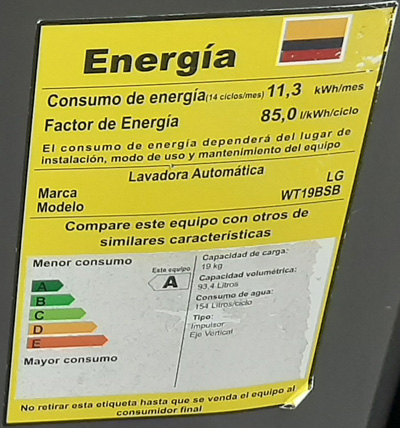 Energía
Consumo de energía(14 ciclos/mes) 11,3 kWh/mes
Factor de Energía 85,0 l/kWh/ciclo
El consumo de energía dependerá del lugar de
instalación, modo de uso y mantenimiento del equipo
Lavadora Automática
Marca LG
Modelo WT19BSB
Compare este equipo con otros de
similares características
Menor consumo
Este equipo
A
A
B
C
D
E
Mayor consumo
Capacidad de carga:
19 kg
Capacidad volumétrica:
93,4 Litros
Consumo de agua:
154 Litros/ciclo
Tipo:
Impulsor
Eje Vertical
No retirar esta etiqueta hasta que se venda el equipo al
consumidor final